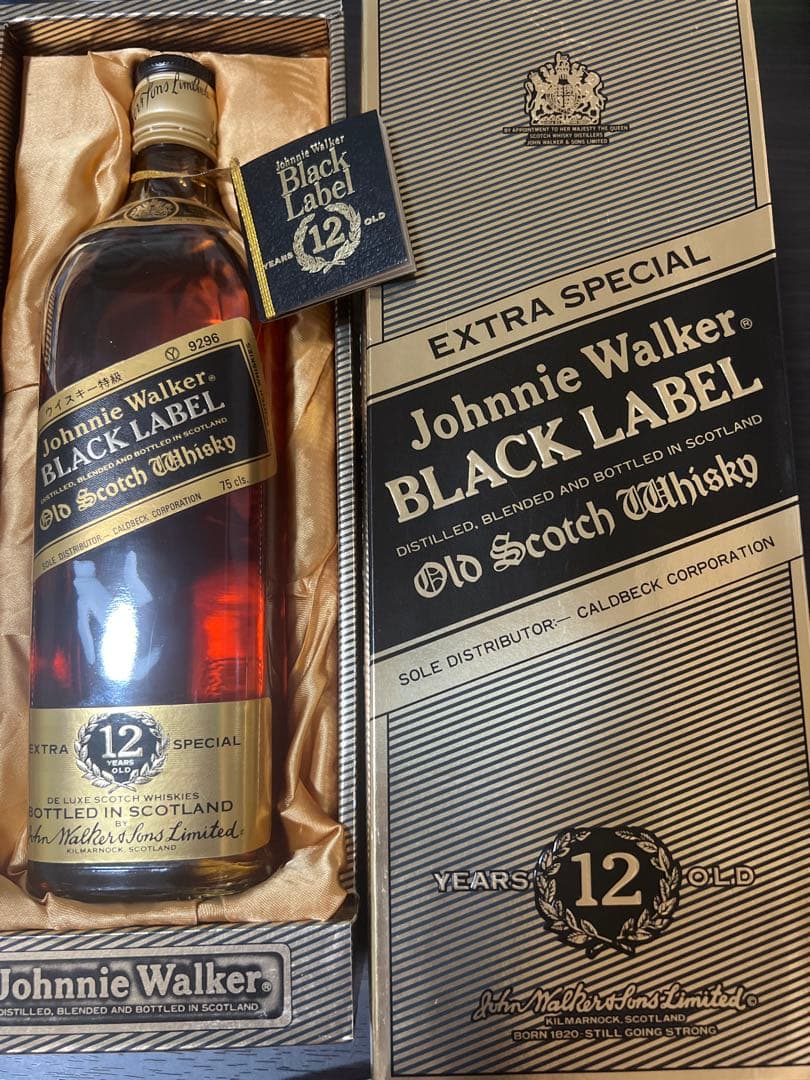 er & Sons Limited
Johnnie Walker
Black
Label
12
YEARS OLD
ウイスキー特級
Y 9296
Johnnie Walker®
BLACK LABEL
DISTILLED, BLENDED AND BOTTLED IN SCOTLAND
Old Scotch Whisky
75 cls.
SOLE DISTRIBUTOR:— CALDBECK CORPORATION
EXTRA 12 SPECIAL
YEARS
OLD
DE LUXE SCOTCH WHISKIES
BOTTLED IN SCOTLAND
BY
John Walker & Sons Limited
KILMARNOCK, SCOTLAND
Johnnie Walker®
DISTILLED, BLENDED AND BOTTLED IN SCOTLAND
BY APPOINTMENT TO HER MAJESTY THE QUEEN
SCOTCH WHISKY DISTILLERS
JOHN WALKER & SONS LIMITED
EXTRA SPECIAL
Johnnie Walker®
BLACK LABEL
DISTILLED, BLENDED AND BOTTLED IN SCOTLAND
Old Scotch Whisky
SOLE DISTRIBUTOR:— CALDBECK CORPORATION
YEARS 12 OLD
John Walker & Sons Limited
KILMARNOCK, SCOTLAND
BORN 1820-STILL GOING STRONG